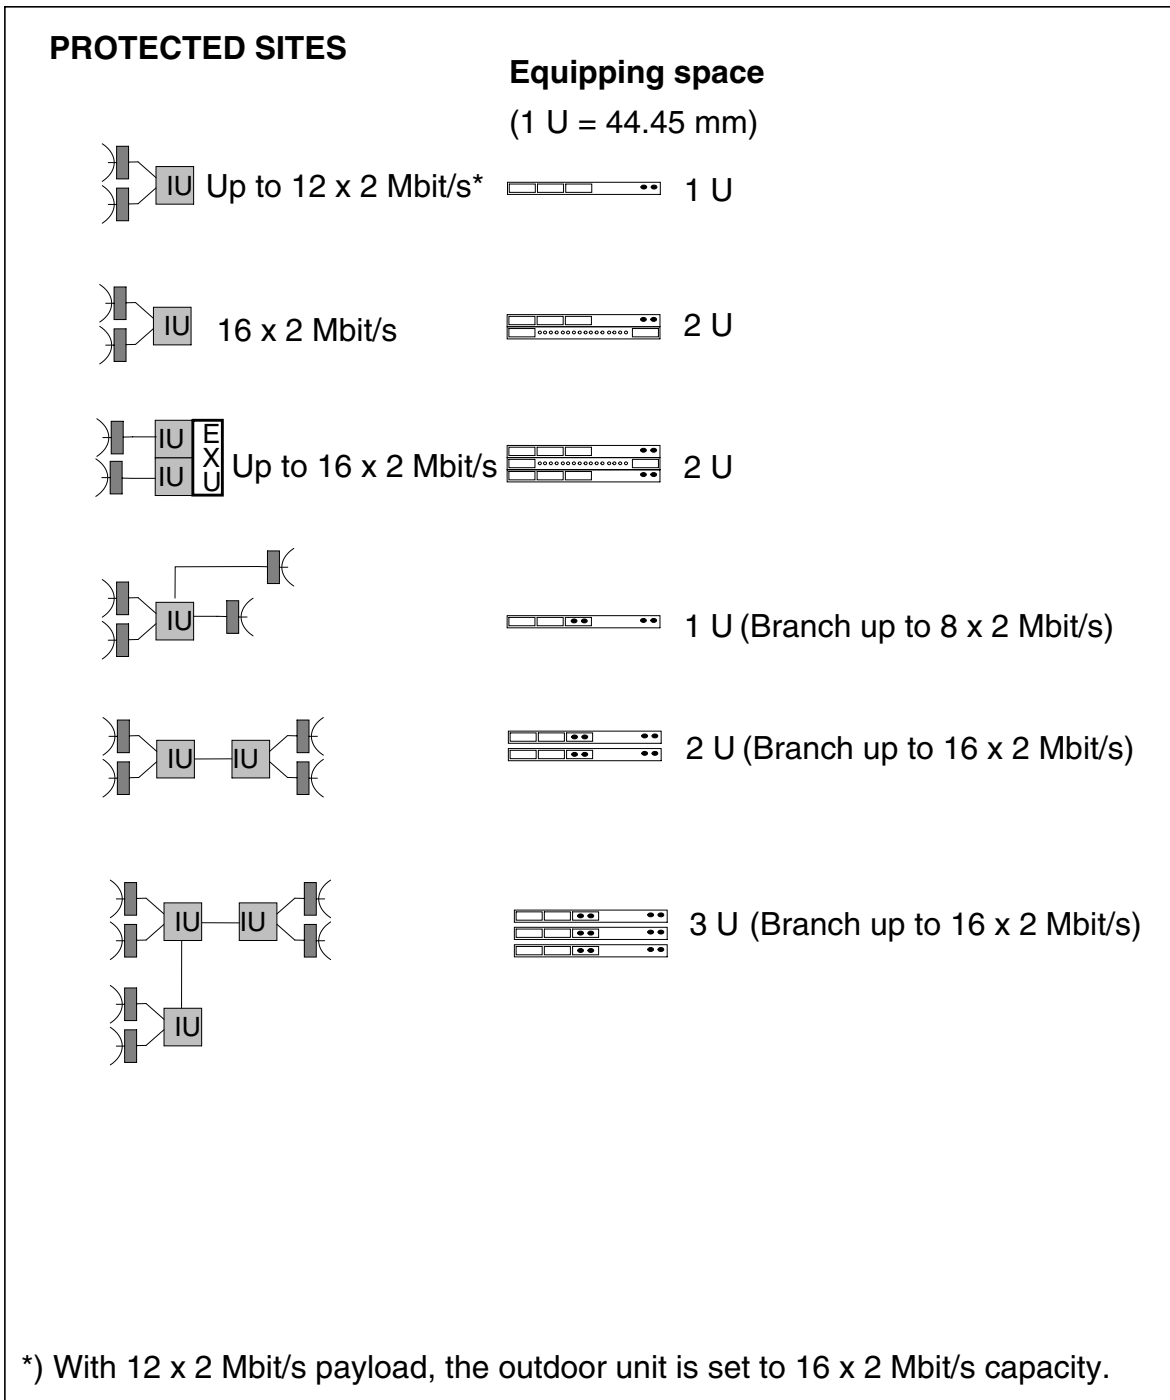 PROTECTED SITES
Equipping space
(1 U = 44.45 mm)
IU Up to 12 x 2 Mbit/s* 1 U
IU 16 x 2 Mbit/s 2 U
IU
IU
E
X
U
Up to 16 x 2 Mbit/s 2 U
IU 1 U (Branch up to 8 x 2 Mbit/s)
IU IU 2 U (Branch up to 16 x 2 Mbit/s)
IU IU 3 U (Branch up to 16 x 2 Mbit/s)
IU
*) With 12 x 2 Mbit/s payload, the outdoor unit is set to 16 x 2 Mbit/s capacity.